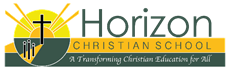 Horizon
CHRISTIAN SCHOOL
A Transforming Christian Education for All